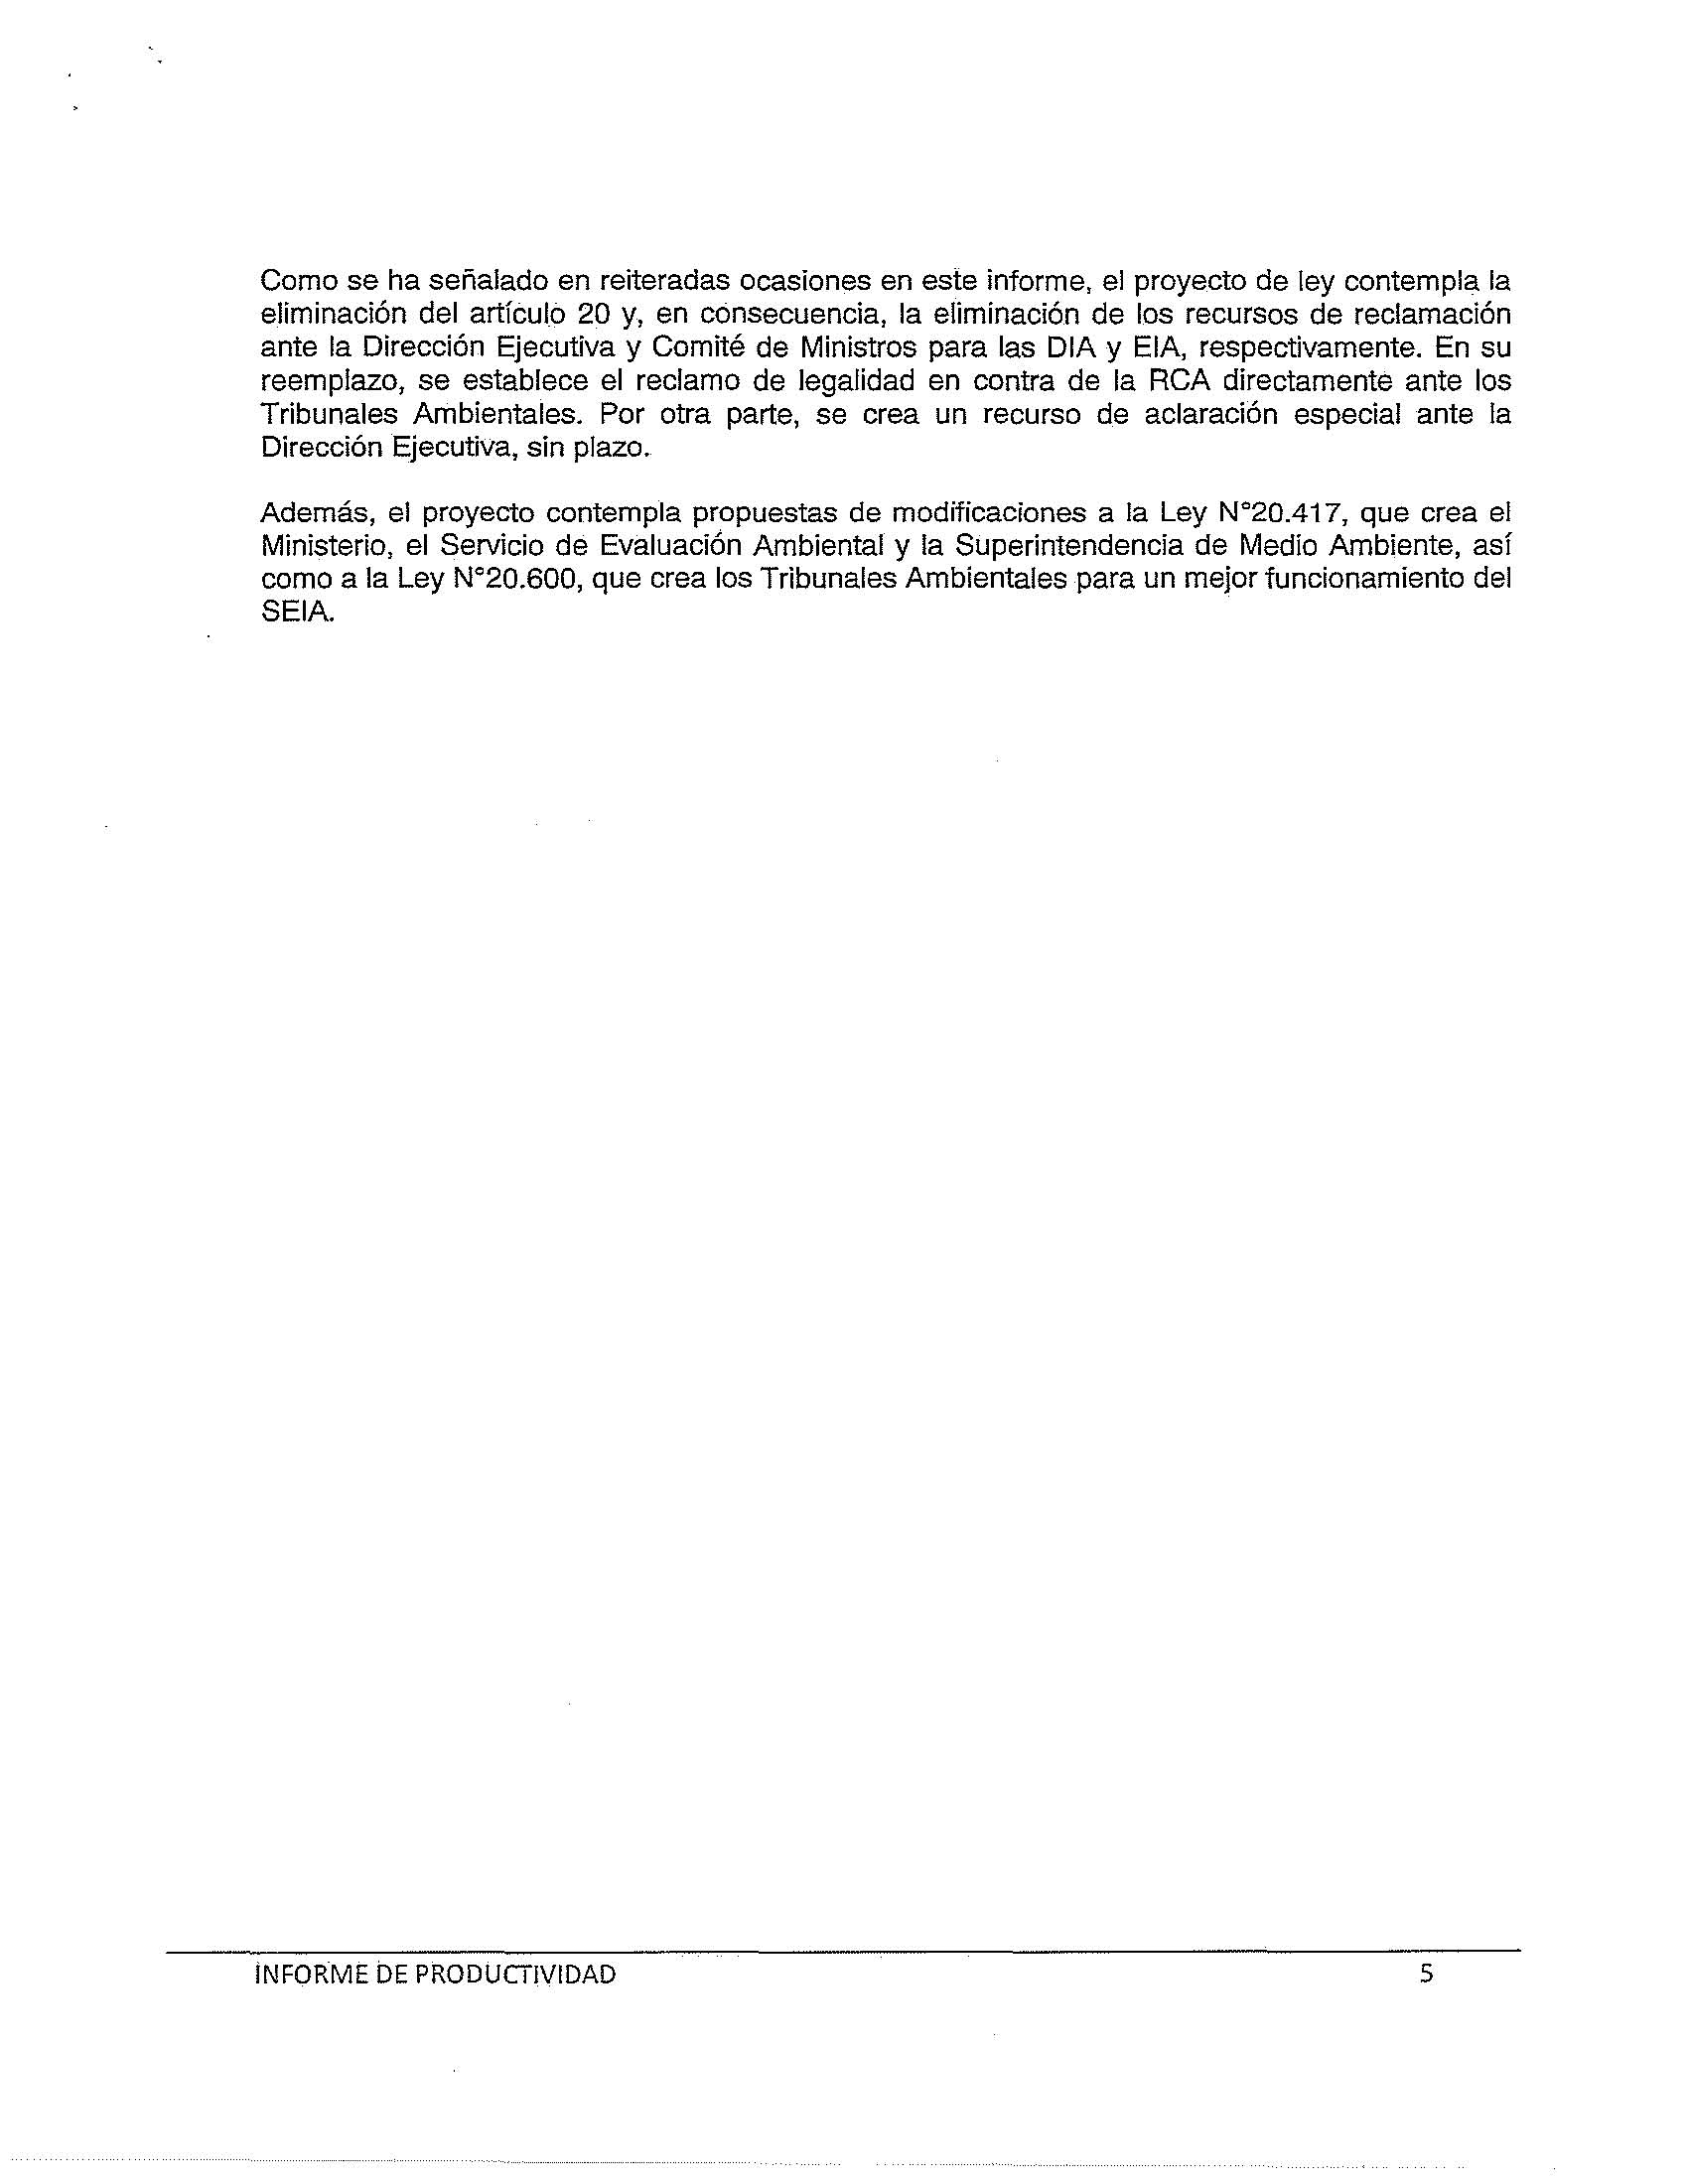 Como se ha señalado en reiteradas ocasiones en este informe, el proyecto de ley contempla la
eliminación del artículo 20 y, en consecuencia, la eliminación de los recursos de reclamación
ante la Dirección Ejecutiva y Comité de Ministros para las DIA y EIA, respectivamente. En su
reemplazo, se establece el reclamo de legalidad en contra de la RCA directamente ante los
Tribunales Ambientales. Por otra parte, se crea un recurso de aclaración especial ante la
Dirección Ejecutiva, sin plazo.
Además, el proyecto contempla propuestas de modificaciones a la Ley N°20.417, que crea el
Ministerio, el Servicio de Evaluación Ambiental y la Superintendencia de Medio Ambiente, así
como a la Ley N°20.600, que crea los Tribunales Ambientales para un mejor funcionamiento del
SEIA.
INFORME DE PRODUCTIVIDAD 5